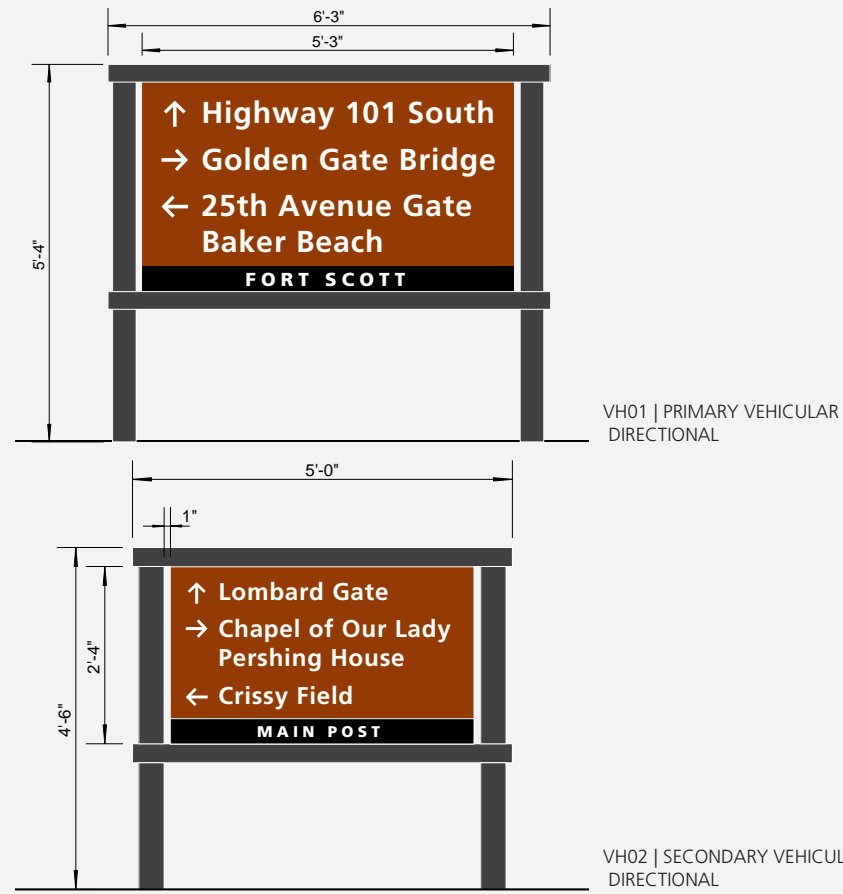 6'-3"
5'-3"
5'-4"
↑ Highway 101 South
→ Golden Gate Bridge
← 25th Avenue Gate
Baker Beach
FORT SCOTT
VH01 | PRIMARY VEHICULAR
DIRECTIONAL
5'-0"
1"
4'-6"
2'-4"
↑ Lombard Gate
→ Chapel of Our Lady
Pershing House
← Crissy Field
MAIN POST
VH02 | SECONDARY VEHICUL
DIRECTIONAL